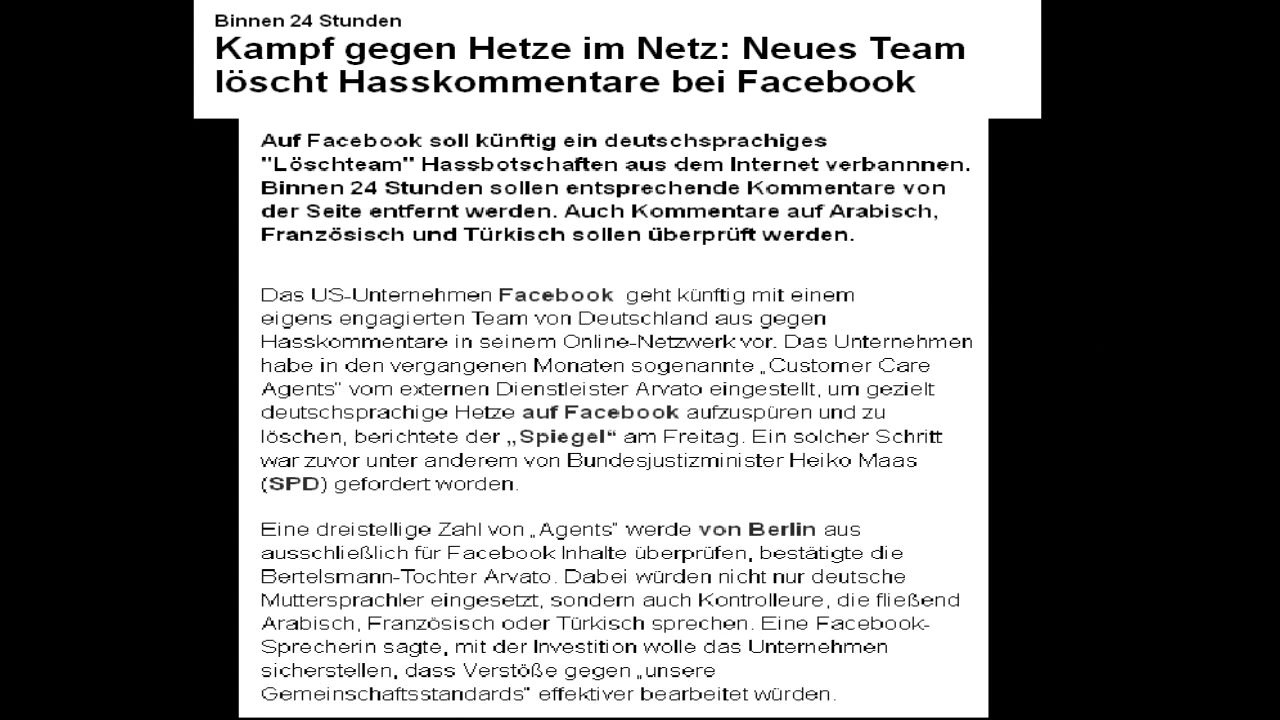 Binnen 24 Stunden
Kampf gegen Hetze im Netz: Neues Team
löscht Hasskommentare bei Facebook
Auf Facebook soll künftig ein deutschsprachiges
"Löschteam" Hassbotschaften aus dem Internet verbannnen.
Binnen 24 Stunden sollen entsprechende Kommentare von
der Seite entfernt werden. Auch Kommentare auf Arabisch,
Französisch und Türkisch sollen überprüft werden.
Das US-Unternehmen Facebook geht künftig mit einem
eigens engagierten Team von Deutschland aus gegen
Hasskommentare in seinem Online-Netzwerk vor. Das Unternehmen
habe in den vergangenen Monaten sogenannte „Customer Care
Agents“ vom externen Dienstleister Arvato eingestellt, um gezielt
deutschsprachige Hetze auf Facebook aufzuspüren und zu
löschen, berichtete der „Spiegel“ am Freitag. Ein solcher Schritt
war zuvor unter anderem von Bundesjustizminister Heiko Maas
(SPD) gefordert worden.
Eine dreistellige Zahl von „Agents“ werde von Berlin aus
ausschließlich für Facebook Inhalte überprüfen, bestätigte die
Bertelsmann-Tochter Arvato. Dabei würden nicht nur deutsche
Muttersprachler eingesetzt, sondern auch Kontrolleure, die fließend
Arabisch, Französisch oder Türkisch sprechen. Eine Facebook-
Sprecherin sagte, mit der Investition wolle das Unternehmen
sicherstellen, dass Verstöße gegen „unsere
Gemeinschaftsstandards“ effektiver bearbeitet würden.